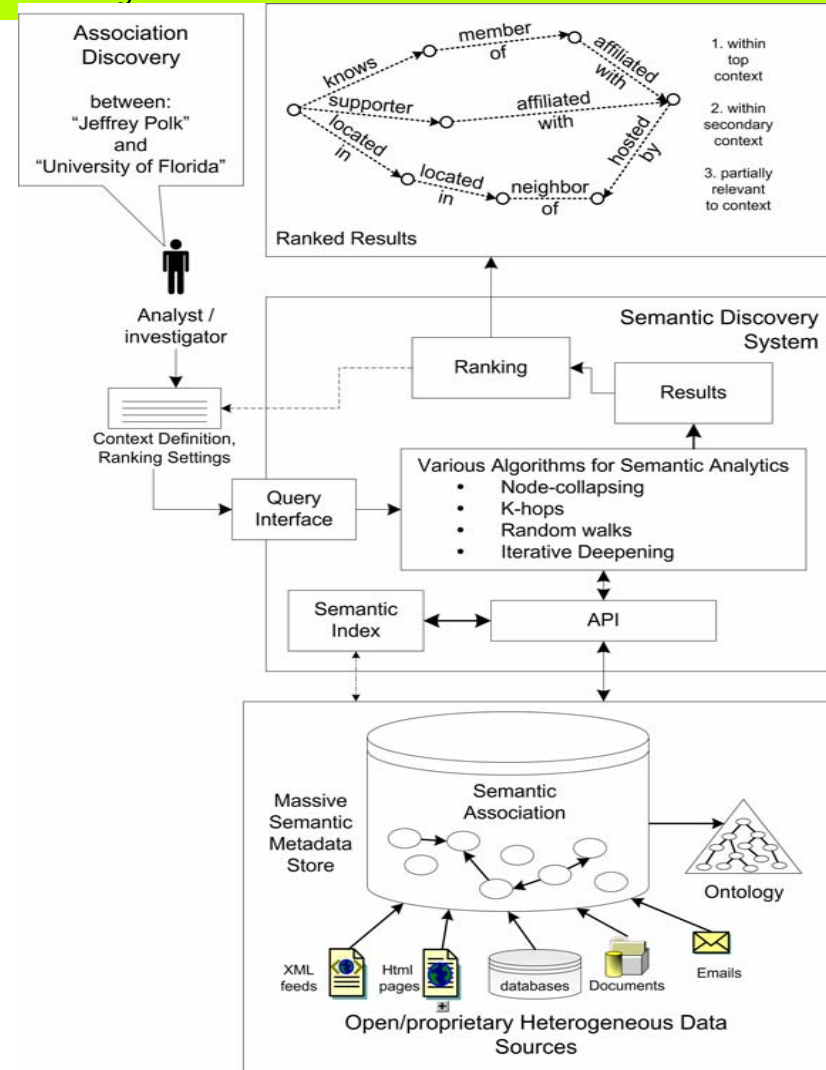 Association
Discovery
between:
"Jeffrey Polk"
and
"University of Florida"
Analyst /
investigator
Context Definition,
Ranking Settings
knows
member
of
affiliated
with
supporter
affiliated
with
located
in
located
in
neighbor
of
hosted
by
1. within
top
context
2. within
secondary
context
3. partially
relevant
to context
Ranked Results
Semantic Discovery
System
Ranking
Results
Query
Interface
Various Algorithms for Semantic Analytics
• Node-collapsing
• K-hops
• Random walks
• Iterative Deepening
Semantic
Index
API
Massive
Semantic
Metadata
Store
Semantic
Association
Ontology
XML
feeds
Html
pages
databases
Documents
Emails
Open/proprietary Heterogeneous Data
Sources